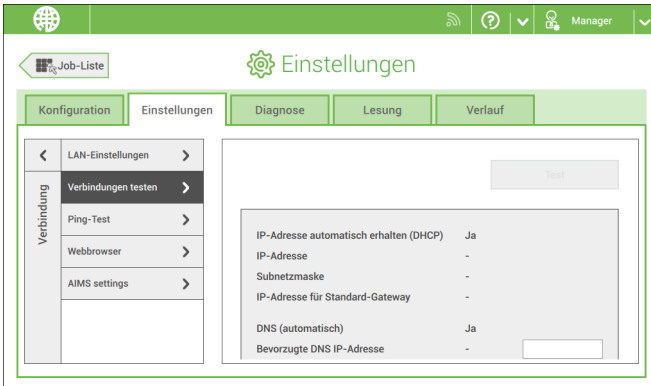 Manager
Job-Liste
Einstellungen
Konfiguration
Einstellungen
Diagnose
Lesung
Verlauf
Verbindung
LAN-Einstellungen
Verbindungen testen
Ping-Test
Webbrowser
AIMS settings
Test
IP-Adresse automatisch erhalten (DHCP) Ja
IP-Adresse -
Subnetzmaske -
IP-Adresse für Standard-Gateway -
DNS (automatisch) Ja
Bevorzugte DNS IP-Adresse -